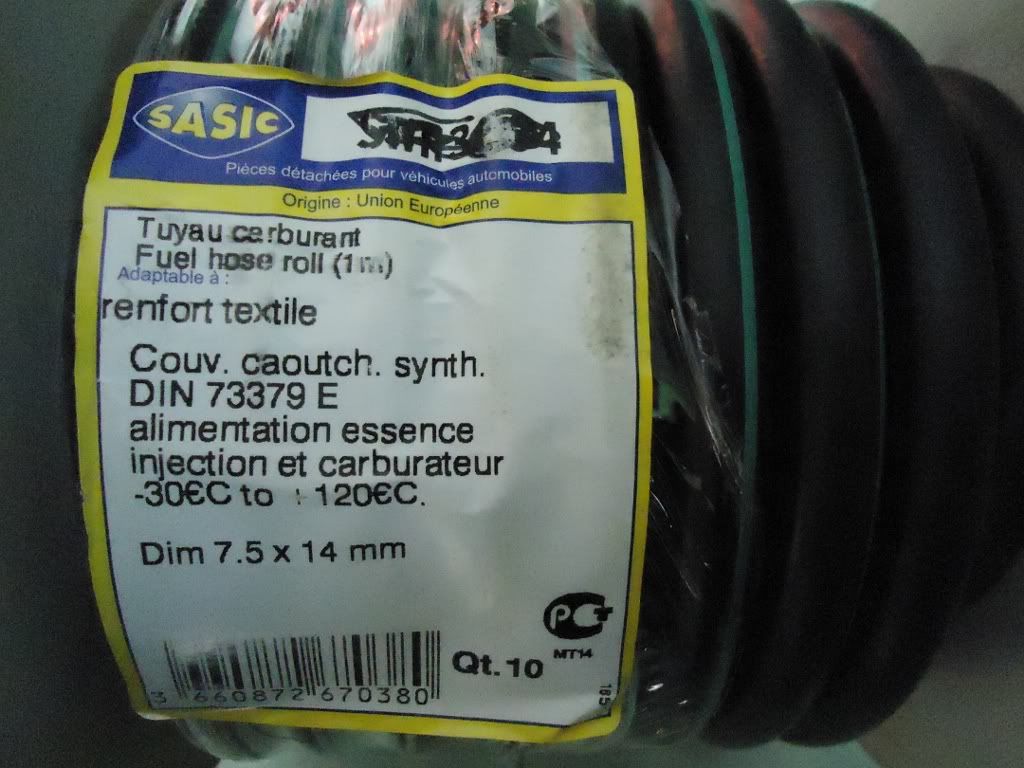 SASIC
Pièces détachées pour véhicules automobiles
Origine : Union Européenne
Tuyau carburant
Fuel hose roll (1m)
Adaptable à :
renfort textile
Couv. caoutch. synth.
DIN 73379 E
alimentation essence
injection et carburateur
-30€C to +120€C.
Dim 7.5 x 14 mm
PCT
MT14
Qt.10
3 660872 670380